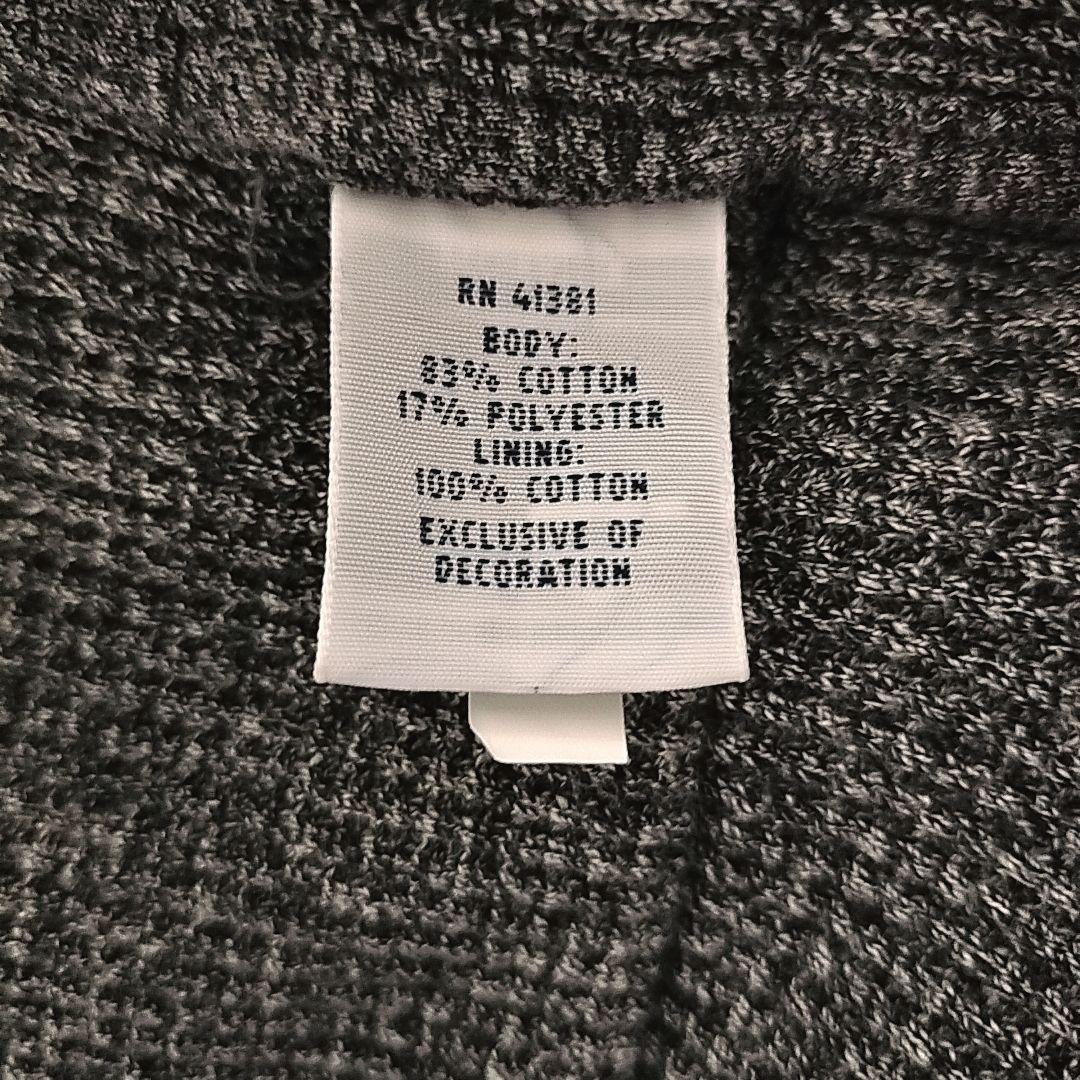 RN 41381
BODY:
83% COTTON
17% POLYESTER
LINING:
100% COTTON
EXCLUSIVE OF
DECORATION